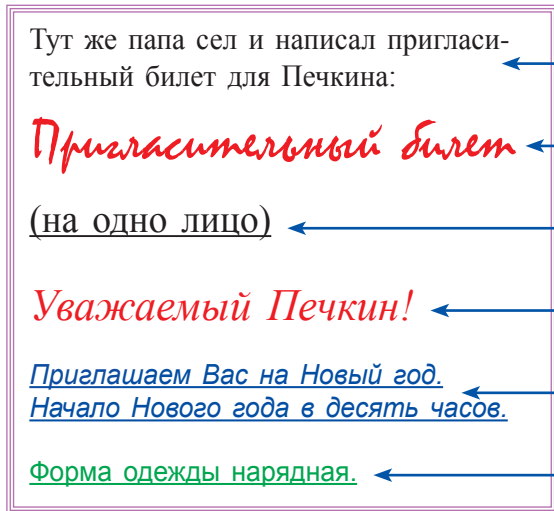 Тут же папа сел и написал пригласи-
тельный билет для Печкина:
Пригласительный билет
(на одно лицо)
Уважаемый Печкин!
Приглашаем Вас на Новый год.
Начало Нового года в десять часов.
Форма одежды нарядная.